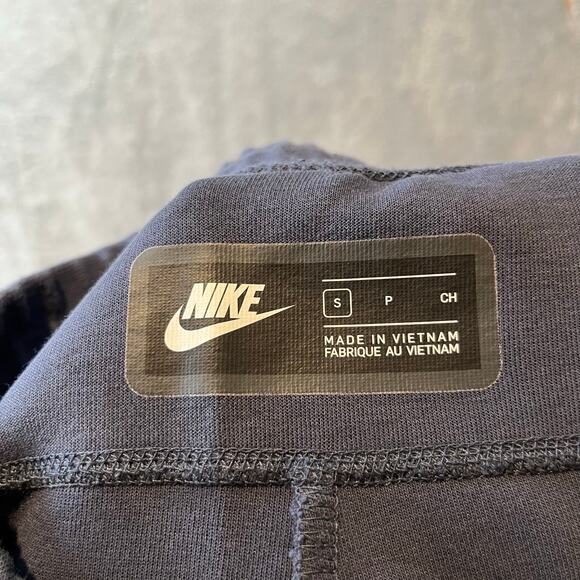 NIKE
S P CH
MADE IN VIETNAM
FABRIQUE AU VIETNAM